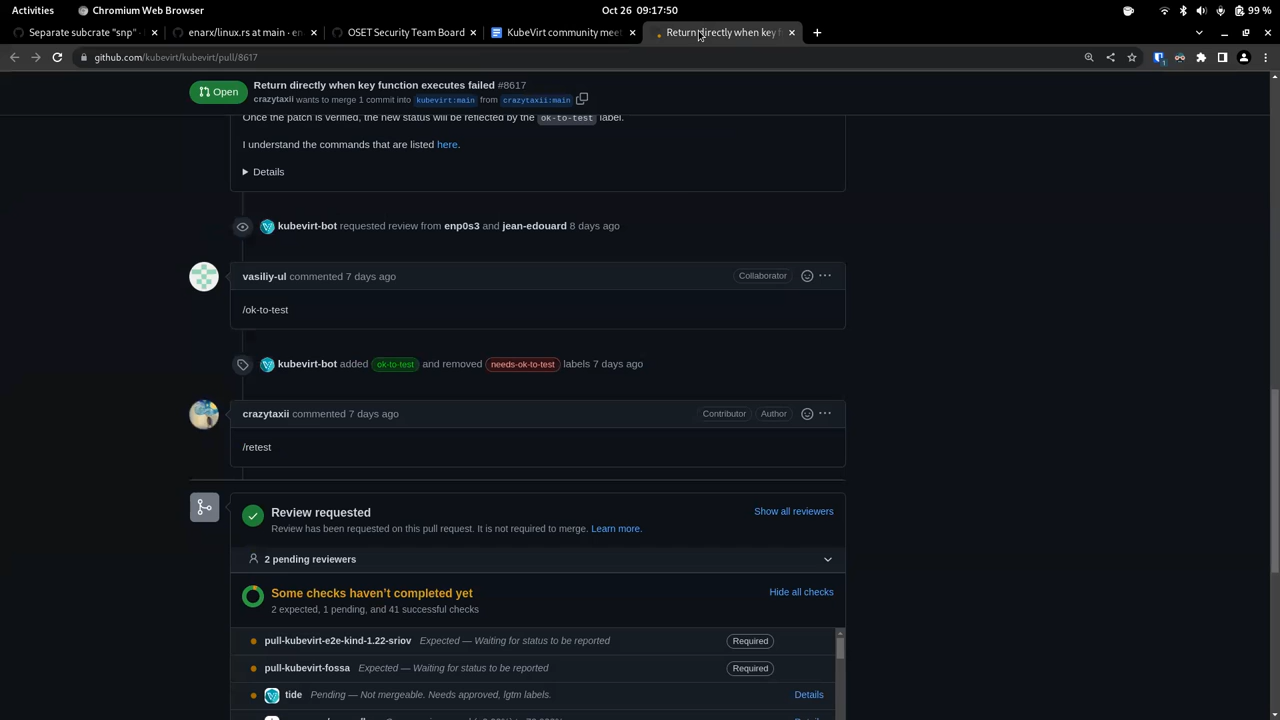 Activities
Chromium Web Browser
Oct 26 09:17:50
99 %
Separate subcrate "snp" ·
enarx/linux.rs at main · en
OSET Security Team Board
KubeVirt community mee
Return directly when key f
github.com/kubevirt/kubevirt/pull/8617
Open
Return directly when key function executes failed #8617
crazytaxii wants to merge 1 commit into kubevirt:main from crazytaxii:main
Once the patch is verified, the new status will be reflected by the ok-to-test label.
I understand the commands that are listed here.
Details
kubevirt-bot requested review from enp0s3 and jean-edouard 8 days ago
vasiliy-ul commented 7 days ago
Collaborator
/ok-to-test
kubevirt-bot added ok-to-test and removed needs-ok-to-test labels 7 days ago
crazytaxii commented 7 days ago
Contributor
Author
/retest
Review requested
Show all reviewers
Review has been requested on this pull request. It is not required to merge. Learn more.
2 pending reviewers
Some checks haven't completed yet
Hide all checks
2 expected, 1 pending, and 41 successful checks
pull-kubevirt-e2e-kind-1.22-sriov Expected — Waiting for status to be reported
Required
pull-kubevirt-fossa Expected — Waiting for status to be reported
Required
tide Pending — Not mergeable. Needs approved, lgtm labels.
Details